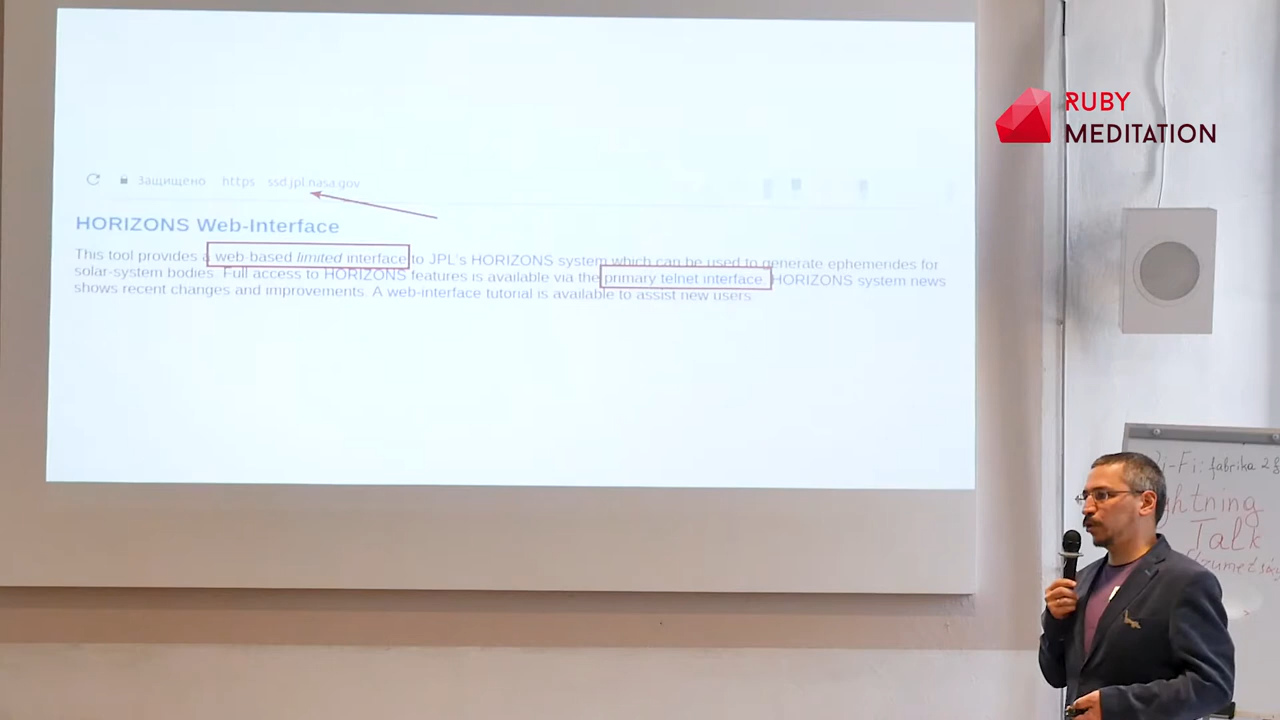 RUBY
MEDITATION
Защищено https ssd.jpl.nasa.gov
HORIZONS Web-Interface
This tool provides a web-based limited interface to JPL's HORIZONS system which can be used to generate ephemerides for
solar-system bodies. Full access to HORIZONS features is available via the primary telnet interface. HORIZONS system news
shows recent changes and improvements. A web-interface tutorial is available to assist new users
-Fi: fabrika 2
htning
Talk